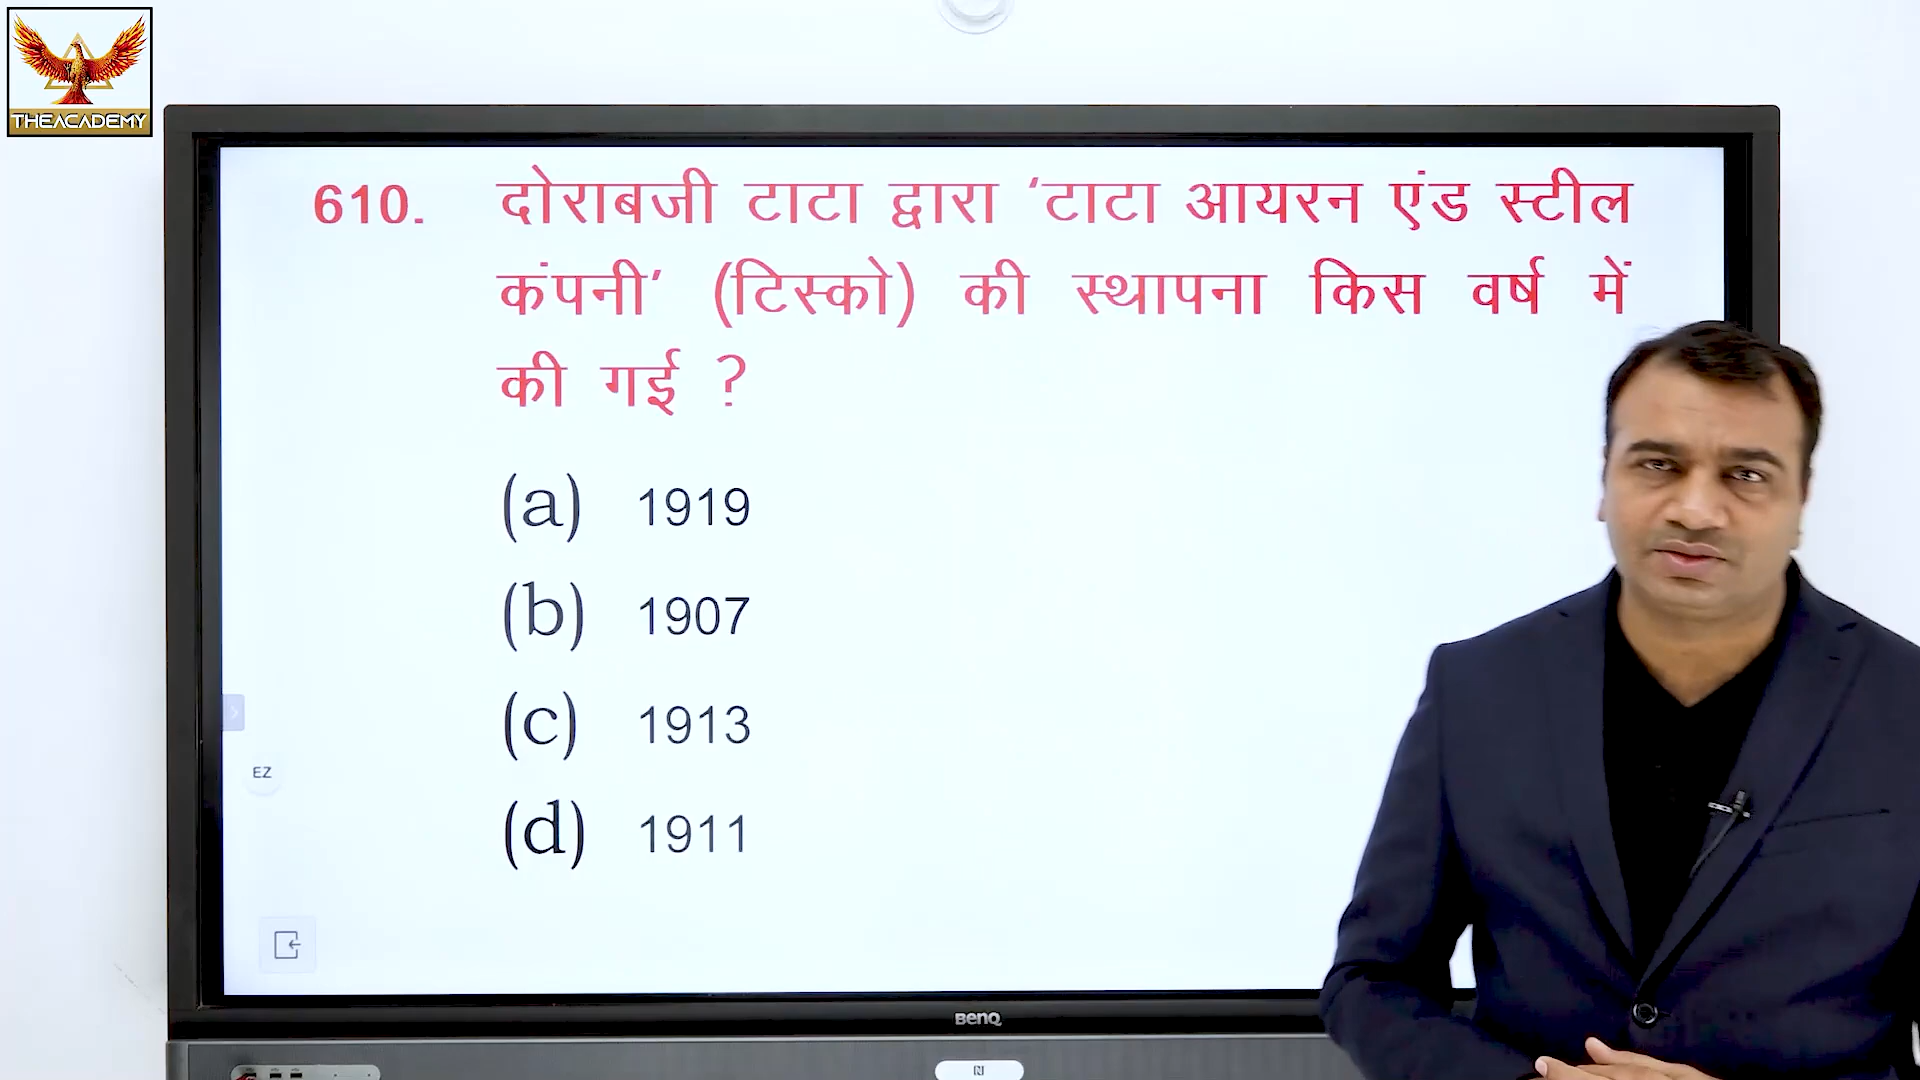 THEACADEMY
610. दोराबजी टाटा द्वारा ‘टाटा आयरन एंड स्टील
कंपनी’ (टिस्को) की स्थापना किस वर्ष में
की गई ?
(a) 1919
(b) 1907
(c) 1913
(d) 1911
EZ
BenQ